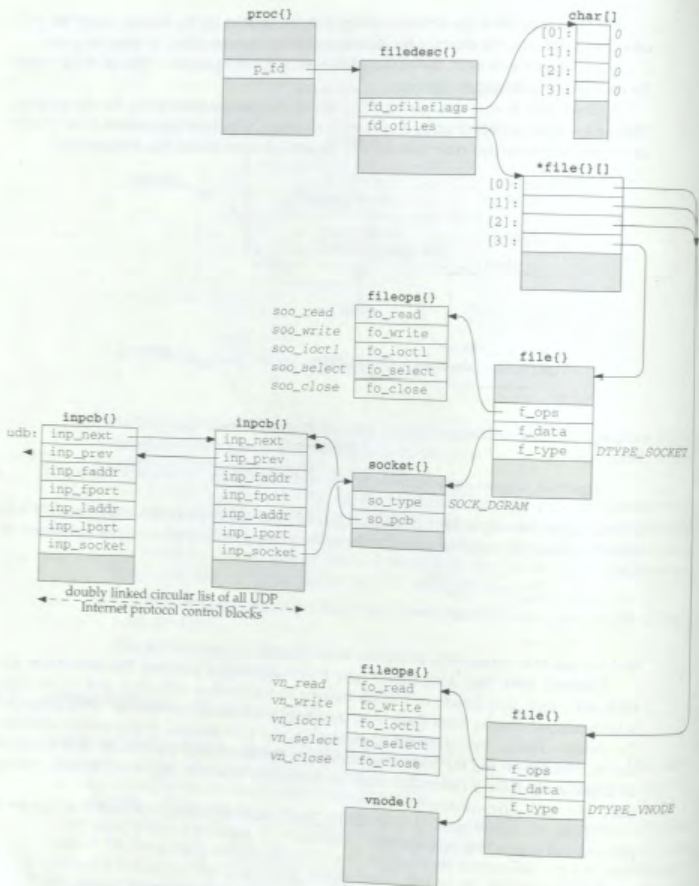 proc{}
p_fd
filedesc{}
fd_ofileflags
fd_ofiles
char[]
[0]: 0
[1]: 0
[2]: 0
[3]: 0
*file{}[]
[0]:
[1]:
[2]:
[3]:
fileops{}
soo_read fo_read
soo_write fo_write
soo_ioctl fo_ioctl
soo_select fo_select
soo_close fo_close
file{}
f_ops
f_data
f_type DTYPE_SOCKET
inpcb{}
udb: inp_next
inp_prev
inp_faddr
inp_fport
inp_laddr
inp_lport
inp_socket
inpcb{}
inp_next
inp_prev
inp_faddr
inp_fport
inp_laddr
inp_lport
inp_socket
socket{}
so_type SOCK_DGRAM
so_pcb
doubly linked circular list of all UDP
Internet protocol control blocks
fileops{}
vn_read fo_read
vn_write fo_write
vn_ioctl fo_ioctl
vn_select fo_select
vn_close fo_close
file{}
f_ops
f_data
f_type DTYPE_VNODE
vnode{}